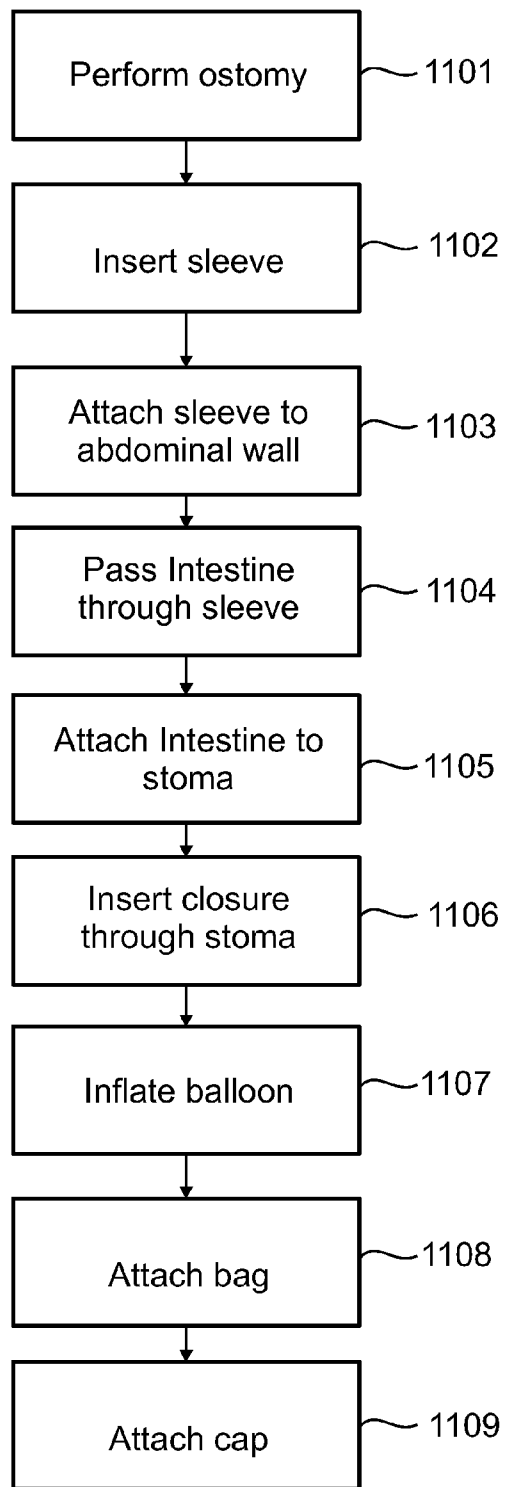 Perform ostomy
1101
Insert sleeve
1102
Attach sleeve to
abdominal wall
1103
Pass Intestine
through sleeve
1104
Attach Intestine to
stoma
1105
Insert closure
through stoma
1106
Inflate balloon
1107
Attach bag
1108
Attach cap
1109